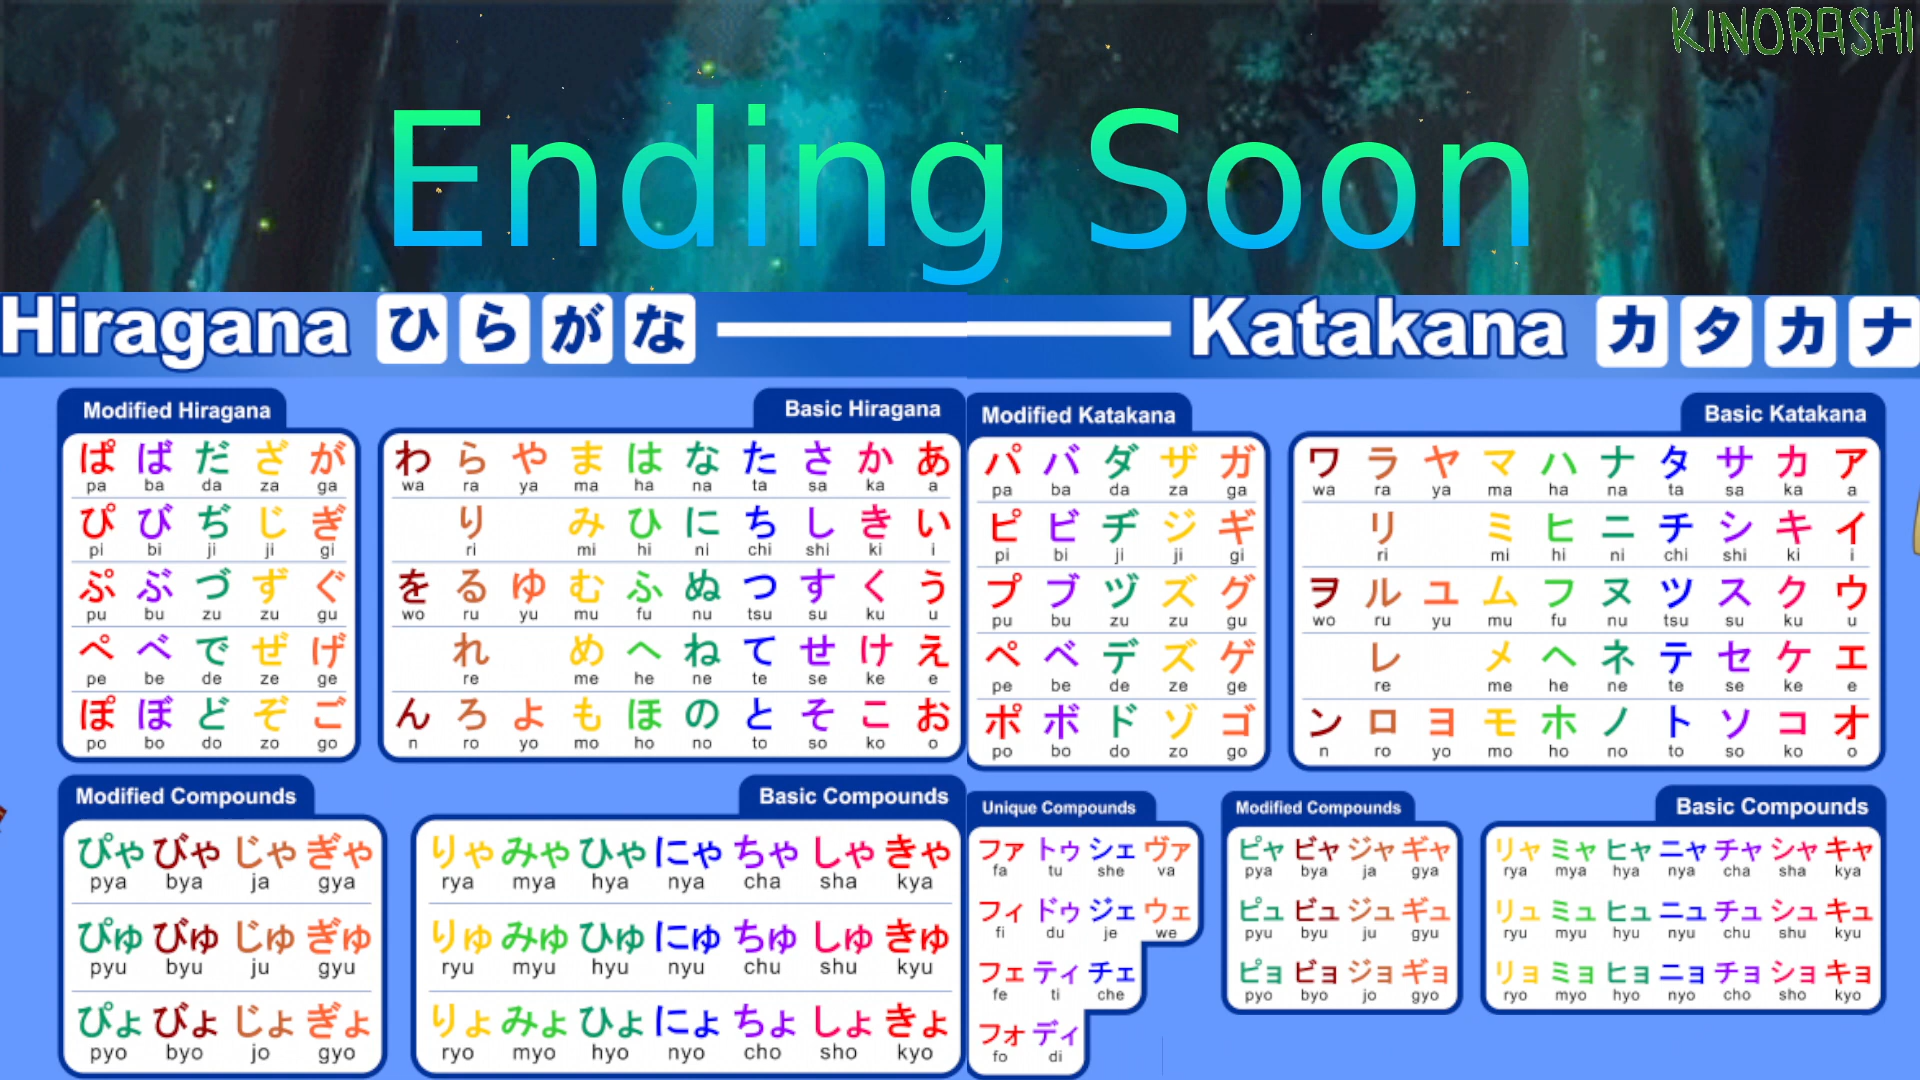 KINORASHI
Ending Soon
Hiragana ひらがな
Katakana カタカナ
Modified Hiragana
ぱ ば だ ざ が
pa ba da za ga
ぴ び ぢ じ ぎ
pi bi ji ji gi
ぷ ぶ づ ず ぐ
pu bu zu zu gu
ぺ べ で ぜ げ
pe be de ze ge
ぽ ぼ ど ぞ ご
po bo do zo go
Basic Hiragana
わ ら や ま は な た さ か あ
wa ra ya ma ha na ta sa ka a
り み ひ に ち し き い
ri mi hi ni chi shi ki i
を る ゆ む ふ ぬ つ す く う
wo ru yu mu fu nu tsu su ku u
れ め へ ね て せ け え
re me he ne te se ke e
ん ろ よ も ほ の と そ こ お
n ro yo mo ho no to so ko o
Modified Katakana
パ バ ダ ザ ガ
pa ba da za ga
ピ ビ ヂ ジ ギ
pi bi ji ji gi
プ ブ ヅ ズ グ
pu bu zu zu gu
ペ ベ デ ズ ゲ
pe be de ze ge
ポ ボ ド ゾ ゴ
po bo do zo go
Basic Katakana
ワ ラ ヤ マ ハ ナ タ サ カ ア
wa ra ya ma ha na ta sa ka a
リ ミ ヒ ニ チ シ キ イ
ri mi hi ni chi shi ki i
ヲ ル ユ ム フ ヌ ツ ス ク ウ
wo ru yu mu fu nu tsu su ku u
レ メ ヘ ネ テ セ ケ エ
re me he ne te se ke e
ン ロ ヨ モ ホ ノ ト ソ コ オ
n ro yo mo ho no to so ko o
Modified Compounds
ぴゃ びゃ じゃ ぎゃ
pya bya ja gya
ぴゅ びゅ じゅ ぎゅ
pyu byu ju gyu
ぴょ びょ じょ ぎょ
pyo byo jo gyo
Basic Compounds
りゃ みゃ ひゃ にゃ ちゃ しゃ きゃ
rya mya hya nya cha sha kya
りゅ みゅ ひゅ にゅ ちゅ しゅ きゅ
ryu myu hyu nyu chu shu kyu
りょ みょ ひょ にょ ちょ しょ きょ
ryo myo hyo nyo cho sho kyo
Unique Compounds
ファ トゥ シェ ヴァ
fa tu she va
フィ ドゥ ジェ ウェ
fi du je we
フェ ティ チェ
fe ti che
フォ ディ
fo di
Modified Compounds
ピャ ビャ ジャ ギャ
pya bya ja gya
ピュ ビュ ジュ ギュ
pyu byu ju gyu
ピョ ビョ ジョ ギョ
pyo byo jo gyo
Basic Compounds
リャ ミャ ヒャ ニャ チャ シャ キャ
rya mya hya nya cha sha kya
リュ ミュ ヒュ ニュ チュ シュ キュ
ryu myu hyu nyu chu shu kyu
リョ ミョ ヒョ ニョ チョ ショ キョ
ryo myo hyo nyo cho sho kyo